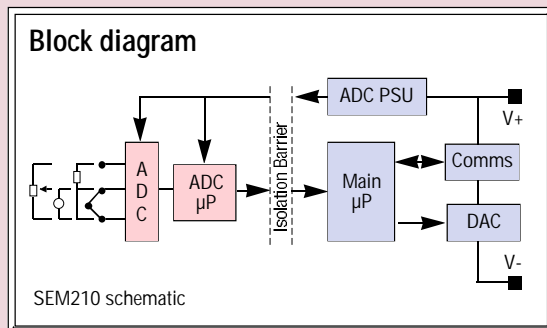 Block diagram
ADC PSU
V+
A
D
C
ADC
µP
Isolation Barrier
Main
µP
Comms
DAC
V-
SEM210 schematic